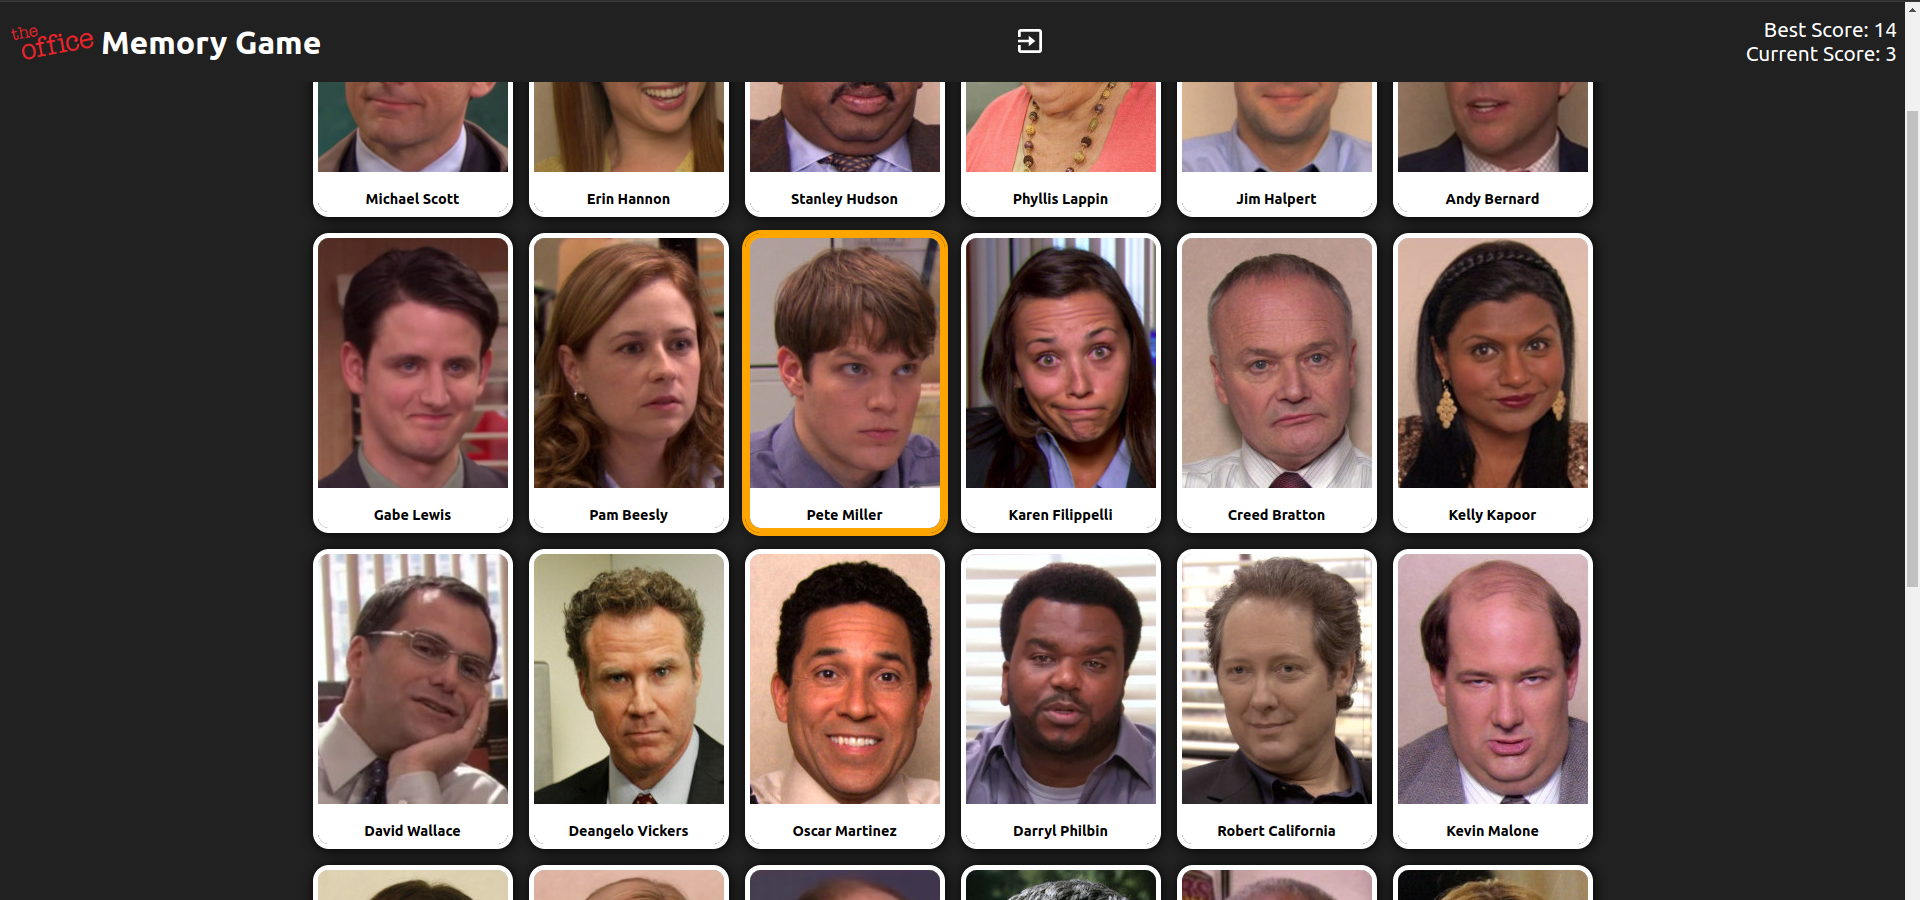 the office Memory Game
Best Score: 14
Current Score: 3
Michael Scott
Erin Hannon
Stanley Hudson
Phyllis Lappin
Jim Halpert
Andy Bernard
Gabe Lewis
Pam Beesly
Pete Miller
Karen Filippelli
Creed Bratton
Kelly Kapoor
David Wallace
Deangelo Vickers
Oscar Martinez
Darryl Philbin
Robert California
Kevin Malone